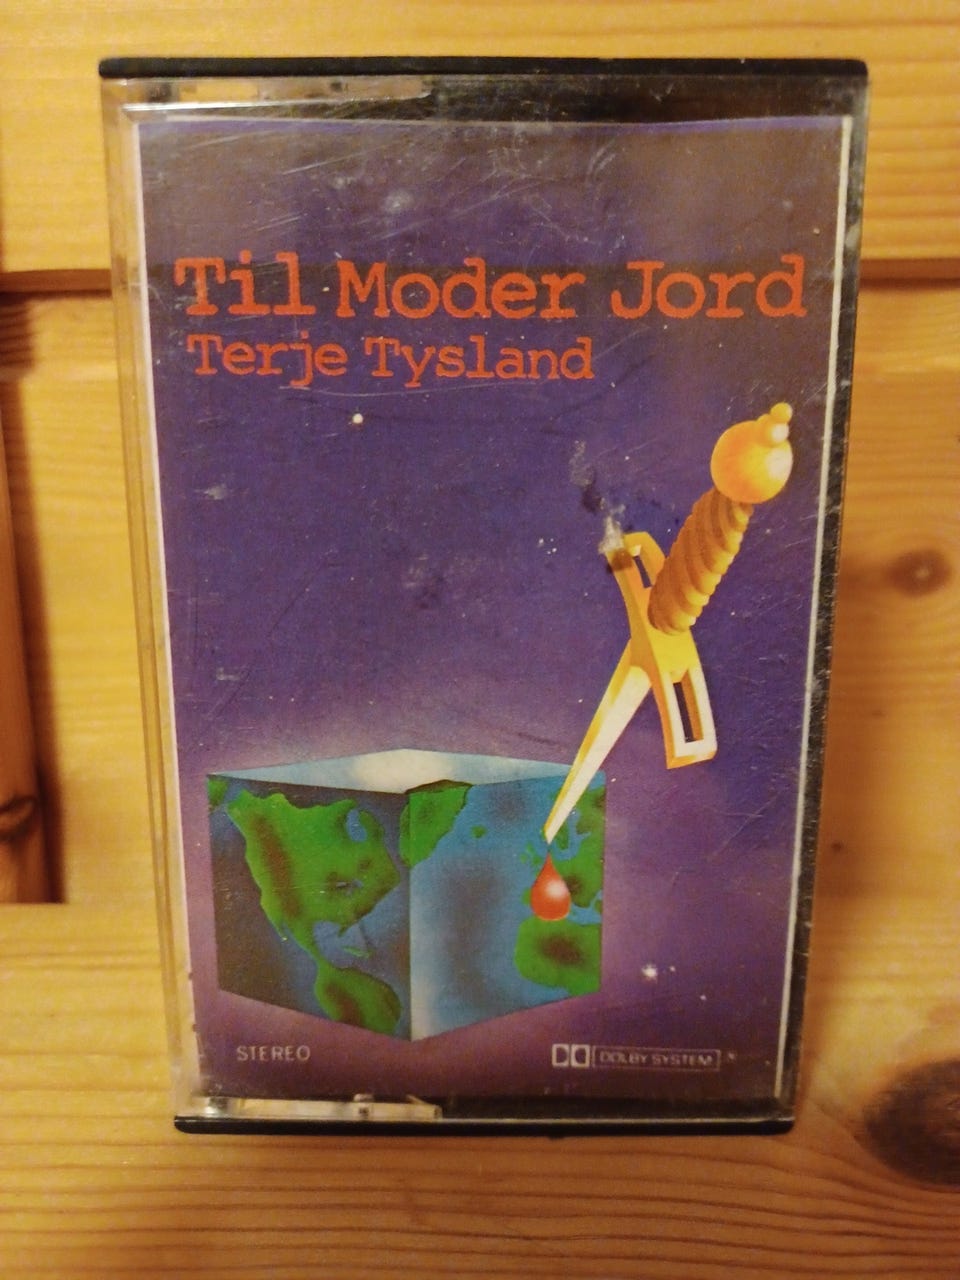 Til Moder Jord
Terje Tysland
STEREO
DOLBY SYSTEM